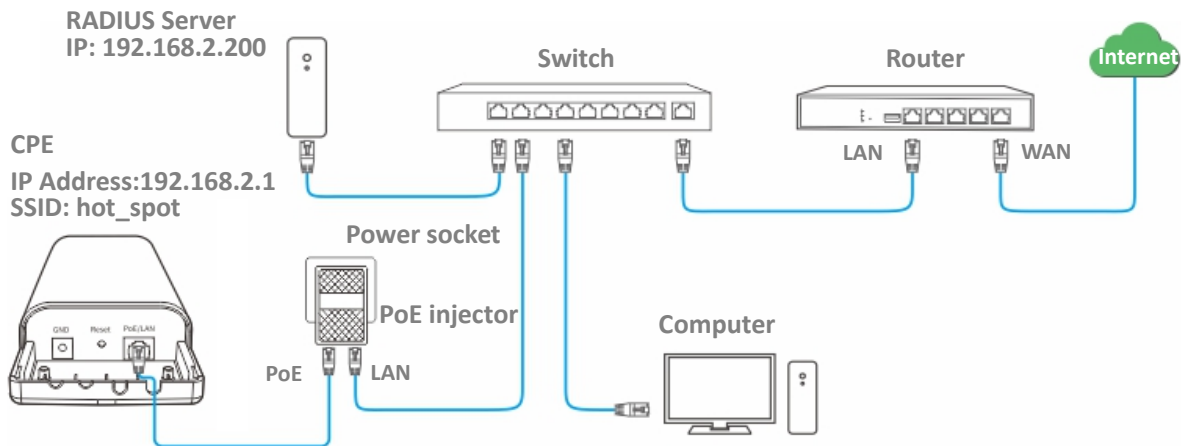 RADIUS Server
IP: 192.168.2.200
Switch
Router
Internet
CPE
IP Address:192.168.2.1
SSID: hot_spot
LAN
WAN
Power socket
PoE injector
GND
Reset
PoE/LAN
PoE
LAN
Computer